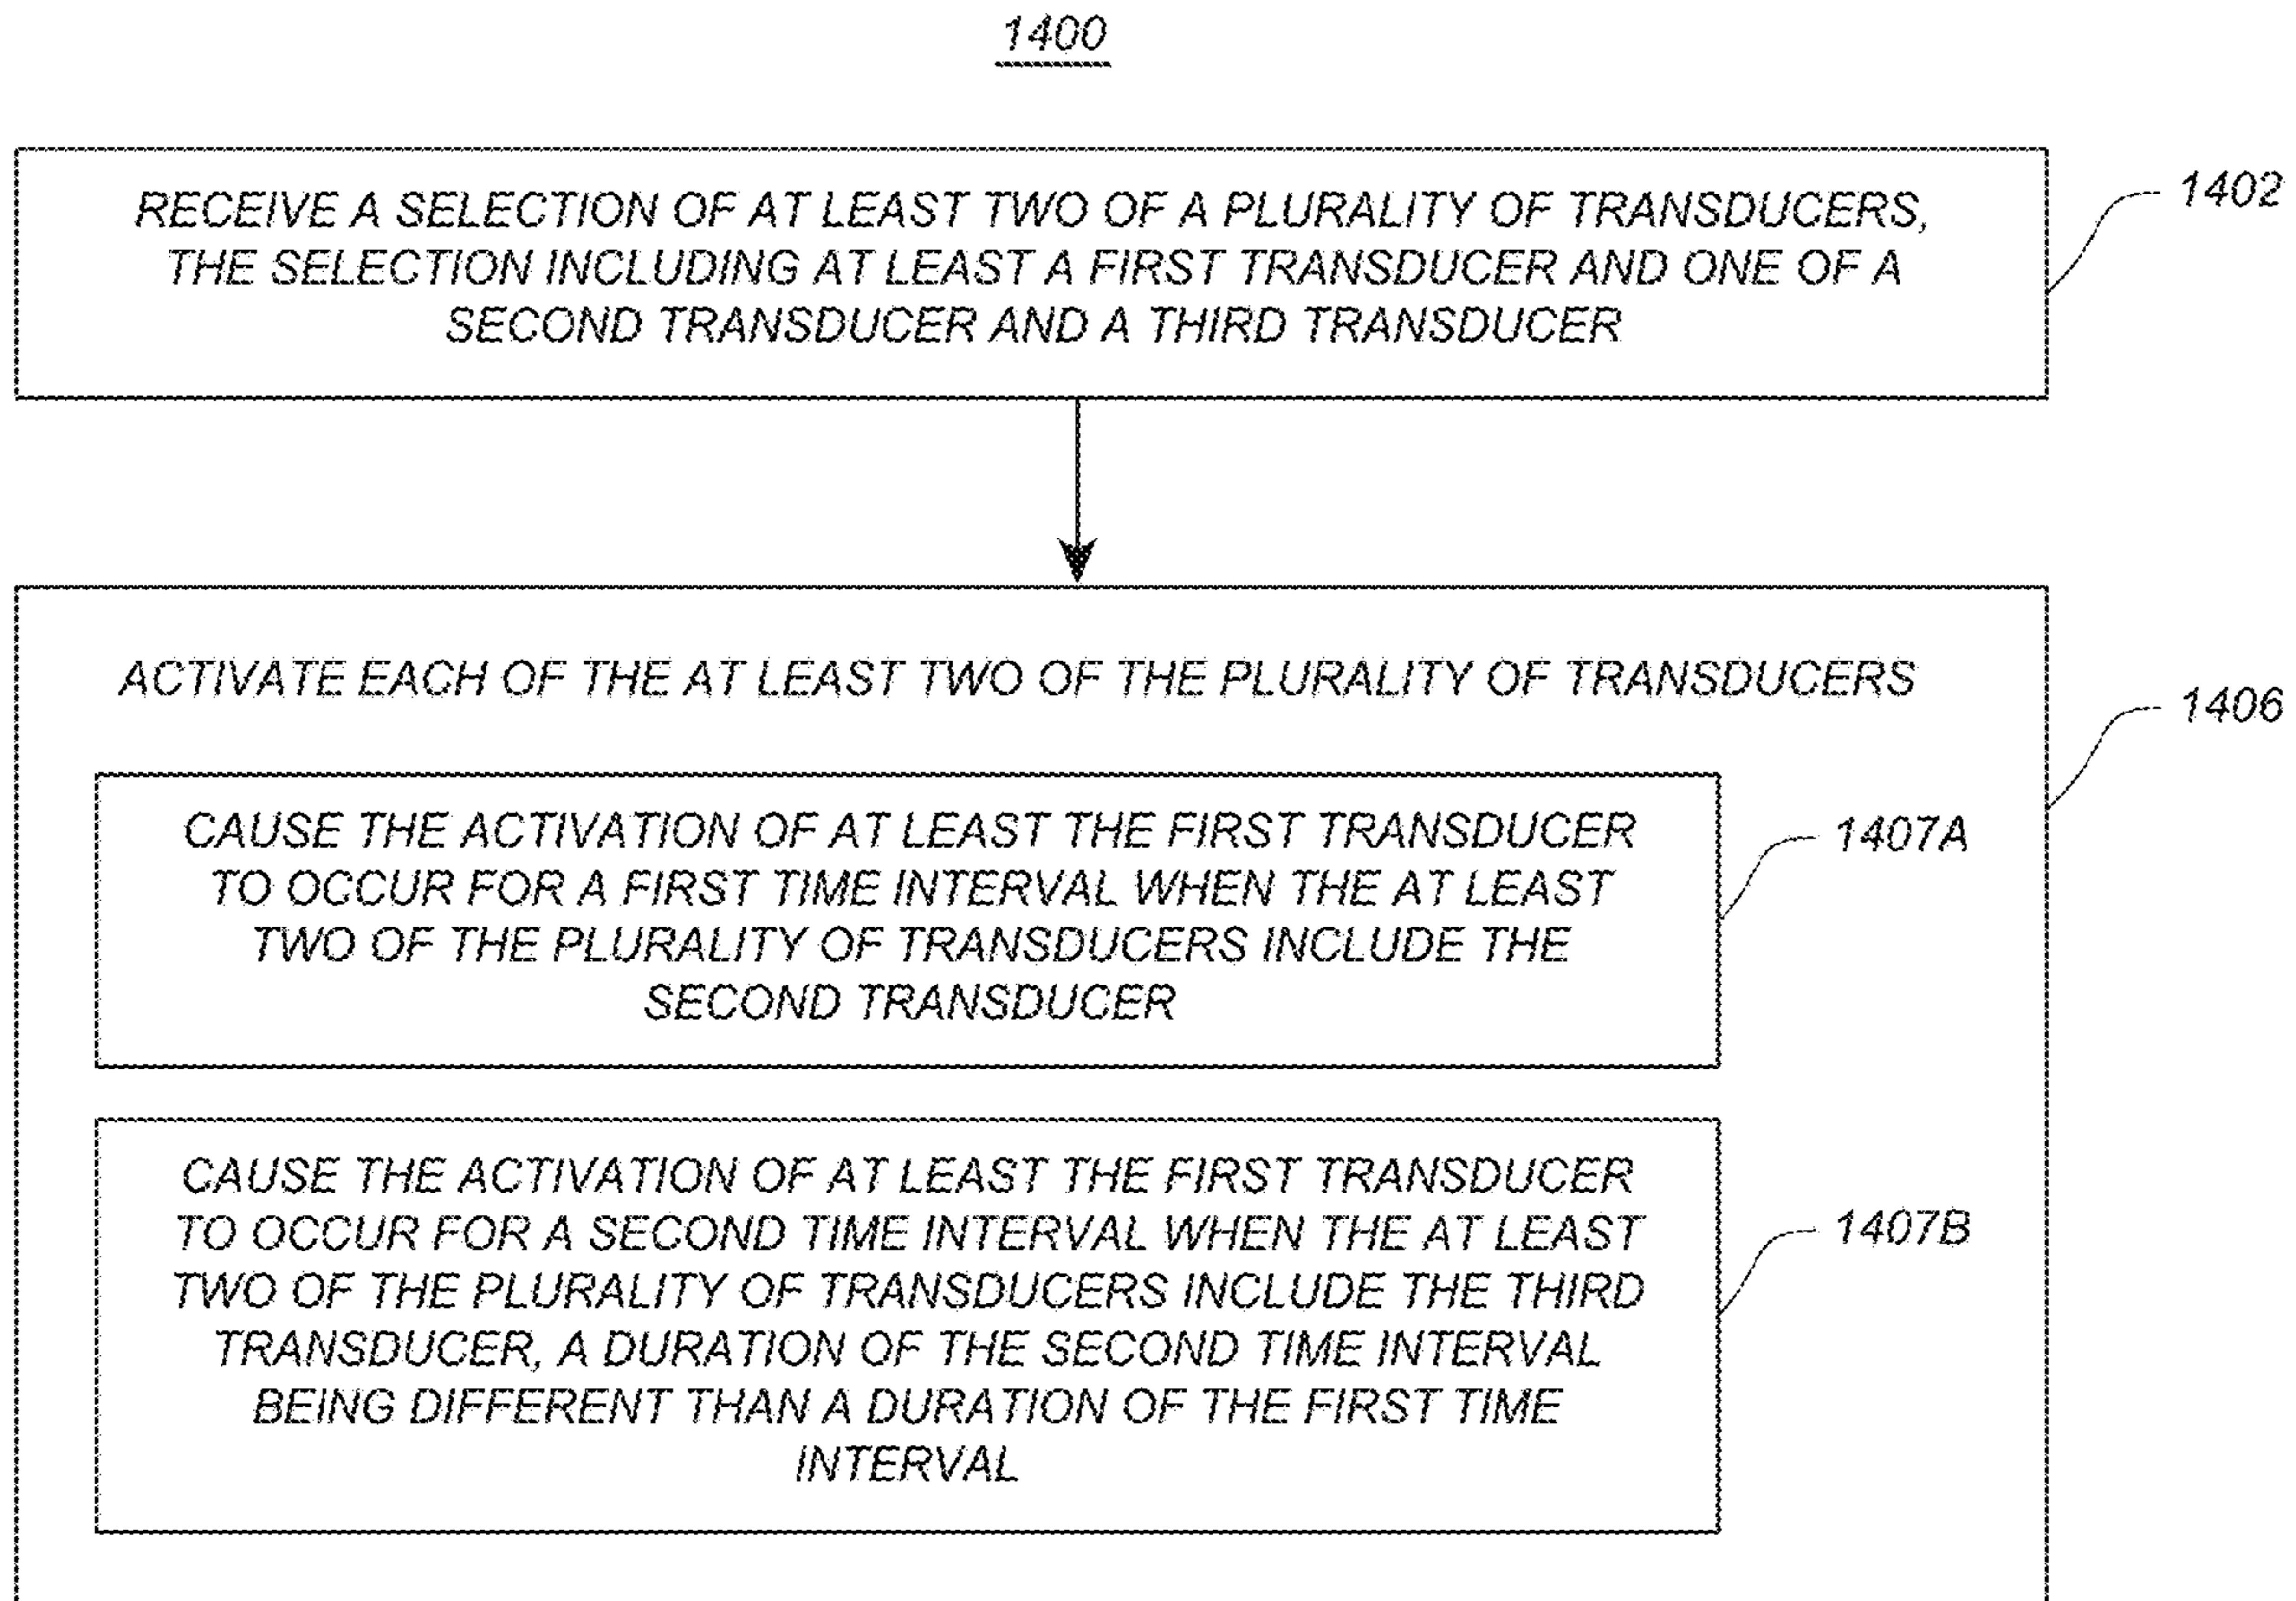 1400
RECEIVE A SELECTION OF AT LEAST TWO OF A PLURALITY OF TRANSDUCERS,
THE SELECTION INCLUDING AT LEAST A FIRST TRANSDUCER AND ONE OF A
SECOND TRANSDUCER AND A THIRD TRANSDUCER
1402
ACTIVATE EACH OF THE AT LEAST TWO OF THE PLURALITY OF TRANSDUCERS
1406
CAUSE THE ACTIVATION OF AT LEAST THE FIRST TRANSDUCER
TO OCCUR FOR A FIRST TIME INTERVAL WHEN THE AT LEAST
TWO OF THE PLURALITY OF TRANSDUCERS INCLUDE THE
SECOND TRANSDUCER
1407A
CAUSE THE ACTIVATION OF AT LEAST THE FIRST TRANSDUCER
TO OCCUR FOR A SECOND TIME INTERVAL WHEN THE AT LEAST
TWO OF THE PLURALITY OF TRANSDUCERS INCLUDE THE THIRD
TRANSDUCER, A DURATION OF THE SECOND TIME INTERVAL
BEING DIFFERENT THAN A DURATION OF THE FIRST TIME
INTERVAL
1407B